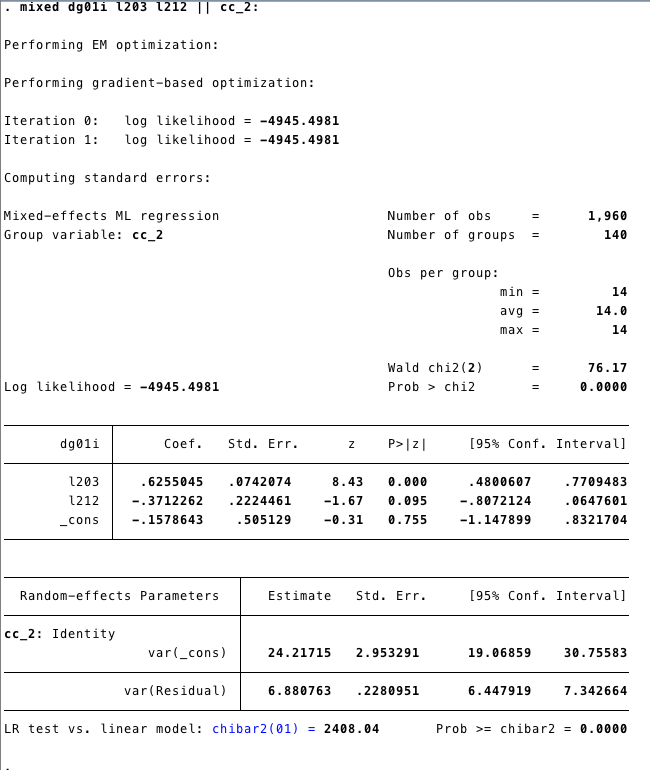 . mixed dg01i l203 l212 || cc_2:
Performing EM optimization:
Performing gradient-based optimization:
Iteration 0:   log likelihood = -4945.4981
Iteration 1:   log likelihood = -4945.4981
Computing standard errors:
Mixed-effects ML regression                     Number of obs     =      1,960
Group variable: cc_2                            Number of groups  =        140
Obs per group:
min =         14
avg =       14.0
max =         14
Wald chi2(2)      =      76.17
Log likelihood = -4945.4981                     Prob > chi2       =     0.0000
dg01i |      Coef.   Std. Err.      z    P>|z|     [95% Conf. Interval]
l203 |   .6255045   .0742074     8.43   0.000     .4800607    .7709483
l212 |  -.3712262   .2224461    -1.67   0.095    -.8072124    .0647601
_cons |  -.1578643    .505129    -0.31   0.755    -1.147899    .8321704
Random-effects Parameters  |   Estimate   Std. Err.     [95% Conf. Interval]
cc_2: Identity
var(_cons) |   24.21715   2.953291      19.06859    30.75583
var(Residual) |   6.880763   .2280951      6.447919    7.342664
LR test vs. linear model: chibar2(01) = 2408.04       Prob >= chibar2 = 0.0000
.